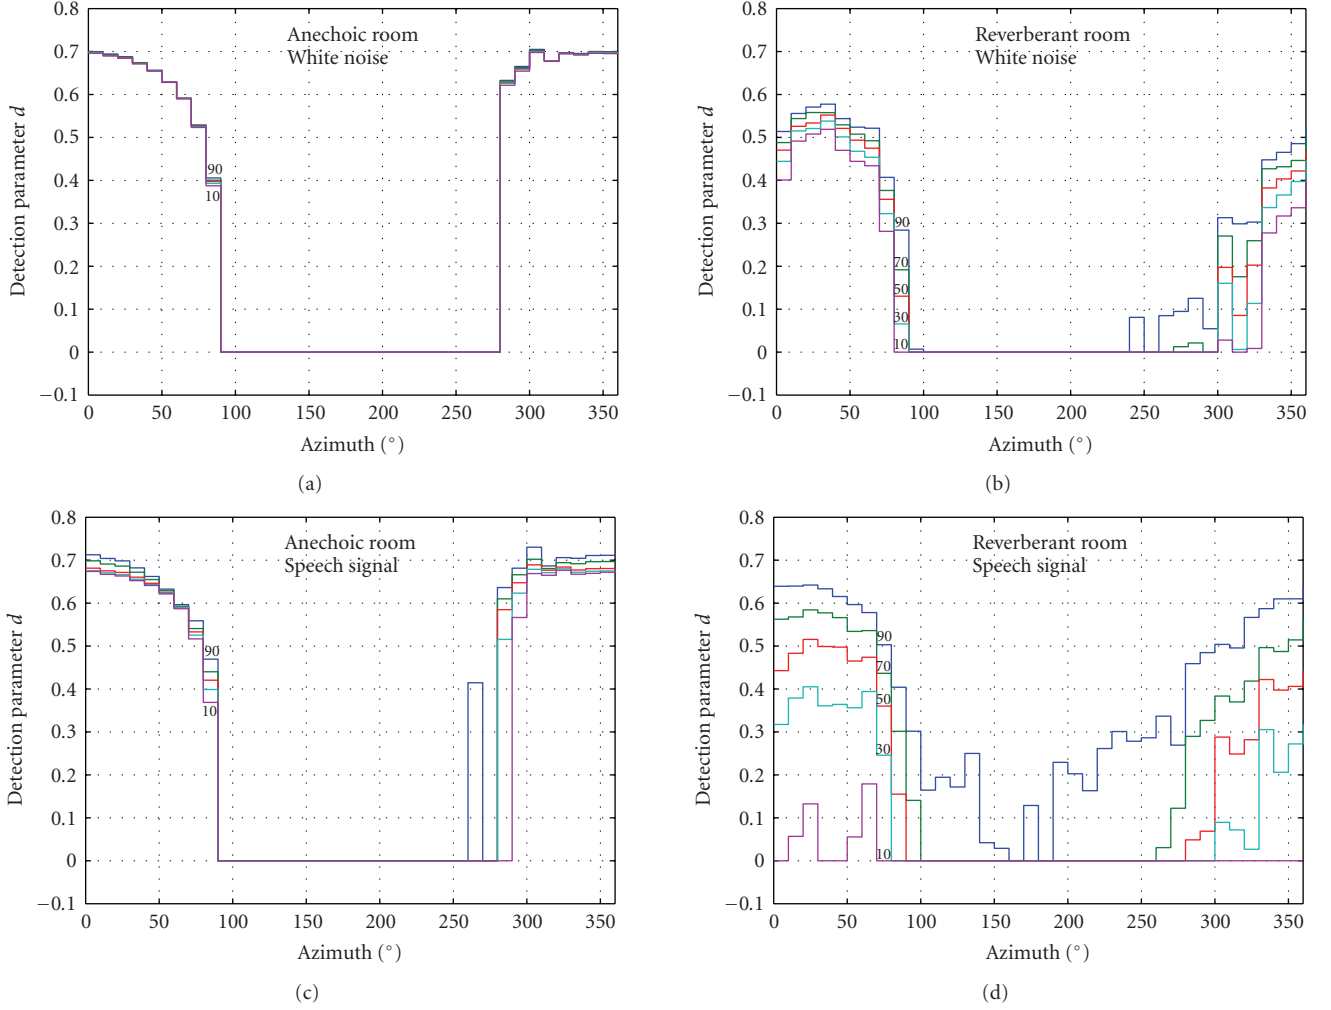 0.8
0.7
0.6
0.5
0.4
0.3
0.2
0.1
0
−0.1
Detection parameter d
Anechoic room
White noise
90
10
0 50 100 150 200 250 300 350
Azimuth (°)
(a)
0.8
0.7
0.6
0.5
0.4
0.3
0.2
0.1
0
−0.1
Detection parameter d
Reverberant room
White noise
90
70
50
30
10
0 50 100 150 200 250 300 350
Azimuth (°)
(b)
0.8
0.7
0.6
0.5
0.4
0.3
0.2
0.1
0
−0.1
Detection parameter d
Anechoic room
Speech signal
90
10
0 50 100 150 200 250 300 350
Azimuth (°)
(c)
0.8
0.7
0.6
0.5
0.4
0.3
0.2
0.1
0
−0.1
Detection parameter d
Reverberant room
Speech signal
90
70
50
30
10
0 50 100 150 200 250 300 350
Azimuth (°)
(d)